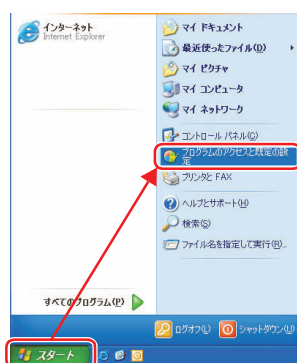 インターネット
Internet Explorer
すべてのプログラム(P)
マイ ドキュメント
最近使ったファイル(D)
マイ ピクチャ
マイ コンピュータ
マイ ネットワーク
コントロール パネル(C)
プログラムのアクセスと既定の設
定
プリンタと FAX
ヘルプとサポート(H)
検索(S)
ファイル名を指定して実行(R)...
ログオフ(L)
シャットダウン(U)
スタート